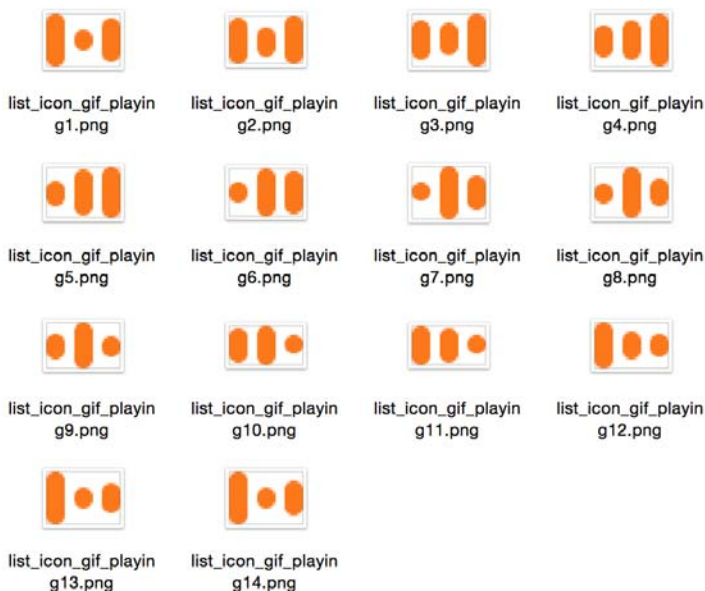 list_icon_gif_playin
g1.png
list_icon_gif_playin
g2.png
list_icon_gif_playin
g3.png
list_icon_gif_playin
g4.png
list_icon_gif_playin
g5.png
list_icon_gif_playin
g6.png
list_icon_gif_playin
g7.png
list_icon_gif_playin
g8.png
list_icon_gif_playin
g9.png
list_icon_gif_playin
g10.png
list_icon_gif_playin
g11.png
list_icon_gif_playin
g12.png
list_icon_gif_playin
g13.png
list_icon_gif_playin
g14.png